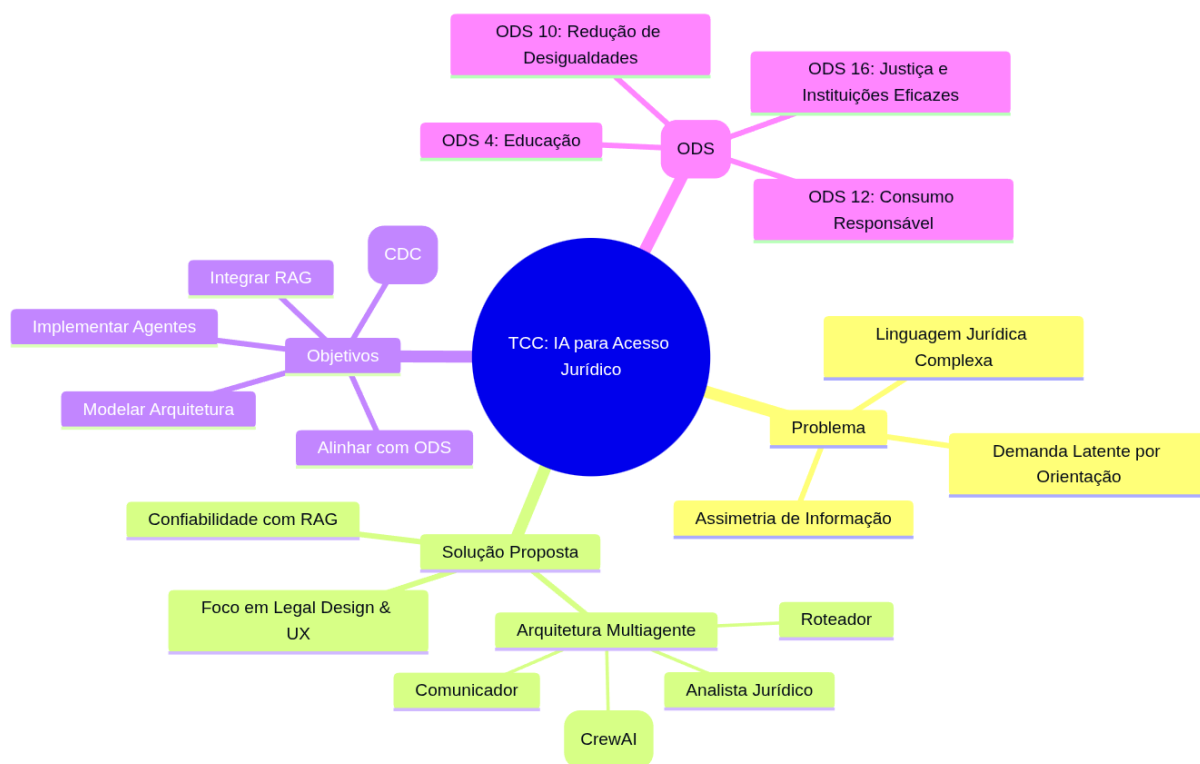 ODS 10: Redução de
Desigualdades
ODS 16: Justiça e
Instituições Eficazes
ODS 4: Educação
ODS
ODS 12: Consumo
Responsável
CDC
Integrar RAG
Implementar Agentes
Objetivos
Modelar Arquitetura
Alinhar com ODS
TCC: IA para Acesso
Jurídico
Linguagem Jurídica
Complexa
Problema
Demanda Latente por
Orientação
Assimetria de Informação
Confiabilidade com RAG
Solução Proposta
Foco em Legal Design &
UX
Arquitetura Multiagente
Roteador
Comunicador
Analista Jurídico
CrewAI